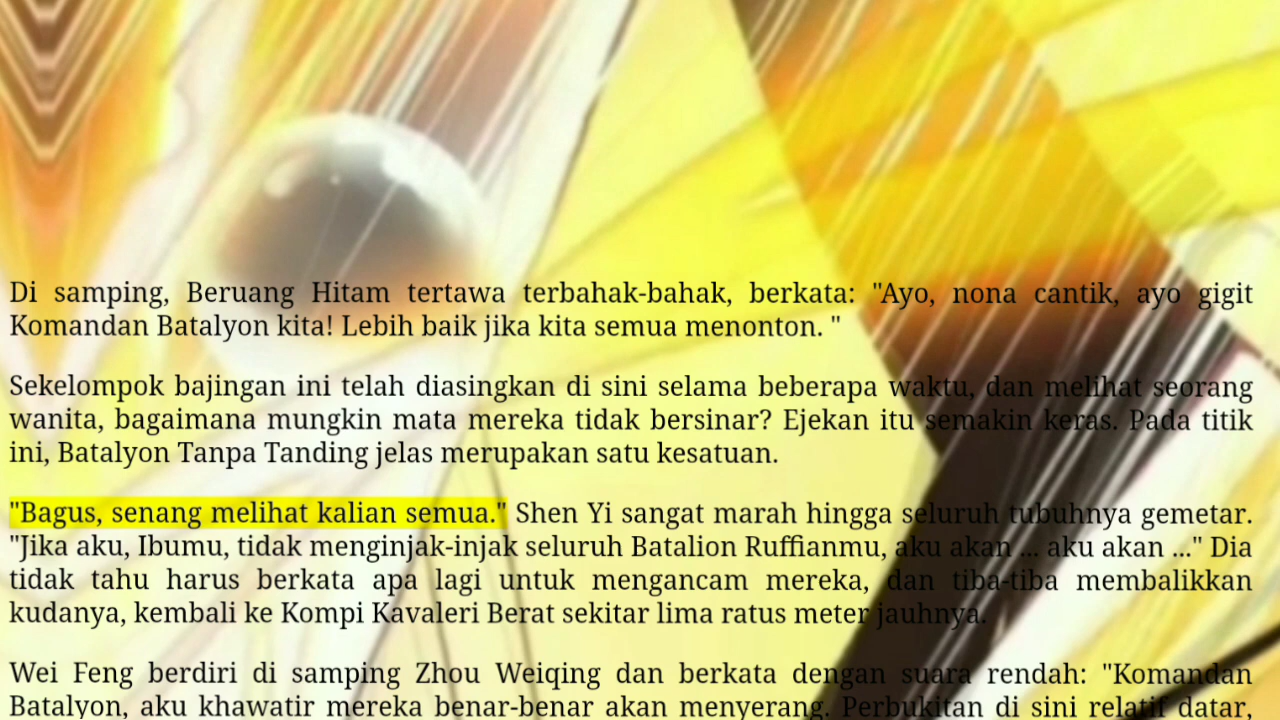 Di samping, Beruang Hitam tertawa terbahak-bahak, berkata: "Ayo, nona cantik, ayo gigit
Komandan Batalyon kita! Lebih baik jika kita semua menonton. "
Sekelompok bajingan ini telah diasingkan di sini selama beberapa waktu, dan melihat seorang
wanita, bagaimana mungkin mata mereka tidak bersinar? Ejekan itu semakin keras. Pada titik
ini, Batalyon Tanpa Tanding jelas merupakan satu kesatuan.
"Bagus, senang melihat kalian semua." Shen Yi sangat marah hingga seluruh tubuhnya gemetar.
"Jika aku, Ibumu, tidak menginjak-injak seluruh Batalion Ruffianmu, aku akan ... aku akan ..." Dia
tidak tahu harus berkata apa lagi untuk mengancam mereka, dan tiba-tiba membalikkan
kudanya, kembali ke Kompi Kavaleri Berat sekitar lima ratus meter jauhnya.
Wei Feng berdiri di samping Zhou Weiqing dan berkata dengan suara rendah: "Komandan
Batalyon, aku khawatir mereka benar-benar akan menyerang. Perbukitan di sini relatif datar,